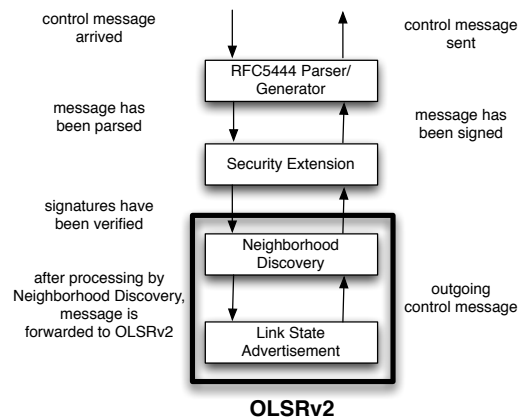 control message
arrived
control message
sent
RFC5444 Parser/
Generator
message has
been parsed
message has
been signed
Security Extension
signatures have
been verified
Neighborhood
Discovery
after processing by
Neighborhood Discovery,
message is
forwarded to OLSRv2
outgoing
control message
Link State
Advertisement
OLSRv2